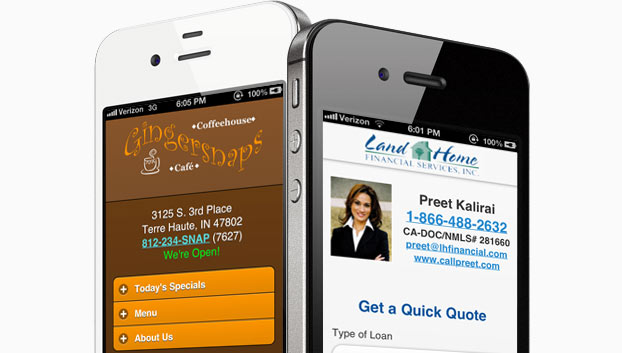 Verizon 3G 6:05 PM 100%
Gingersnaps
Coffeehouse
Café
3125 S. 3rd Place
Terre Haute, IN 47802
812-234-SNAP (7627)
We're Open!
Today's Specials
Menu
About Us
Verizon 6:01 PM 100%
Land Home
FINANCIAL SERVICES, INC.
Preet Kalirai
1-866-488-2632
CA-DOC/NMLS# 281660
preet@lhfinancial.com
www.callpreet.com
Get a Quick Quote
Type of Loan